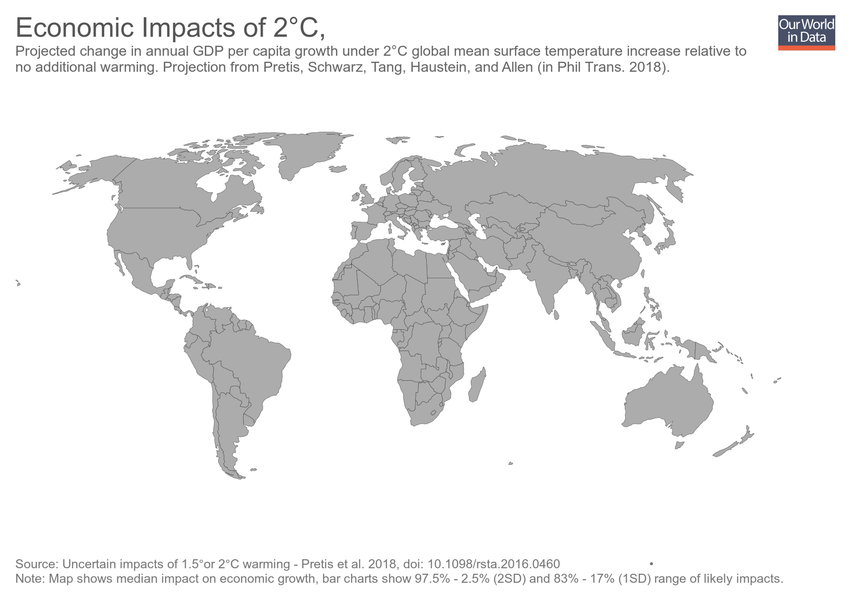 Economic Impacts of 2°C,
Our World
in Data
Projected change in annual GDP per capita growth under 2°C global mean surface temperature increase relative to
no additional warming. Projection from Pretis, Schwarz, Tang, Haustein, and Allen (in Phil Trans. 2018).
Source: Uncertain impacts of 1.5°or 2°C warming - Pretis et al. 2018, doi: 10.1098/rsta.2016.0460 •
Note: Map shows median impact on economic growth, bar charts show 97.5% - 2.5% (2SD) and 83% - 17% (1SD) range of likely impacts.